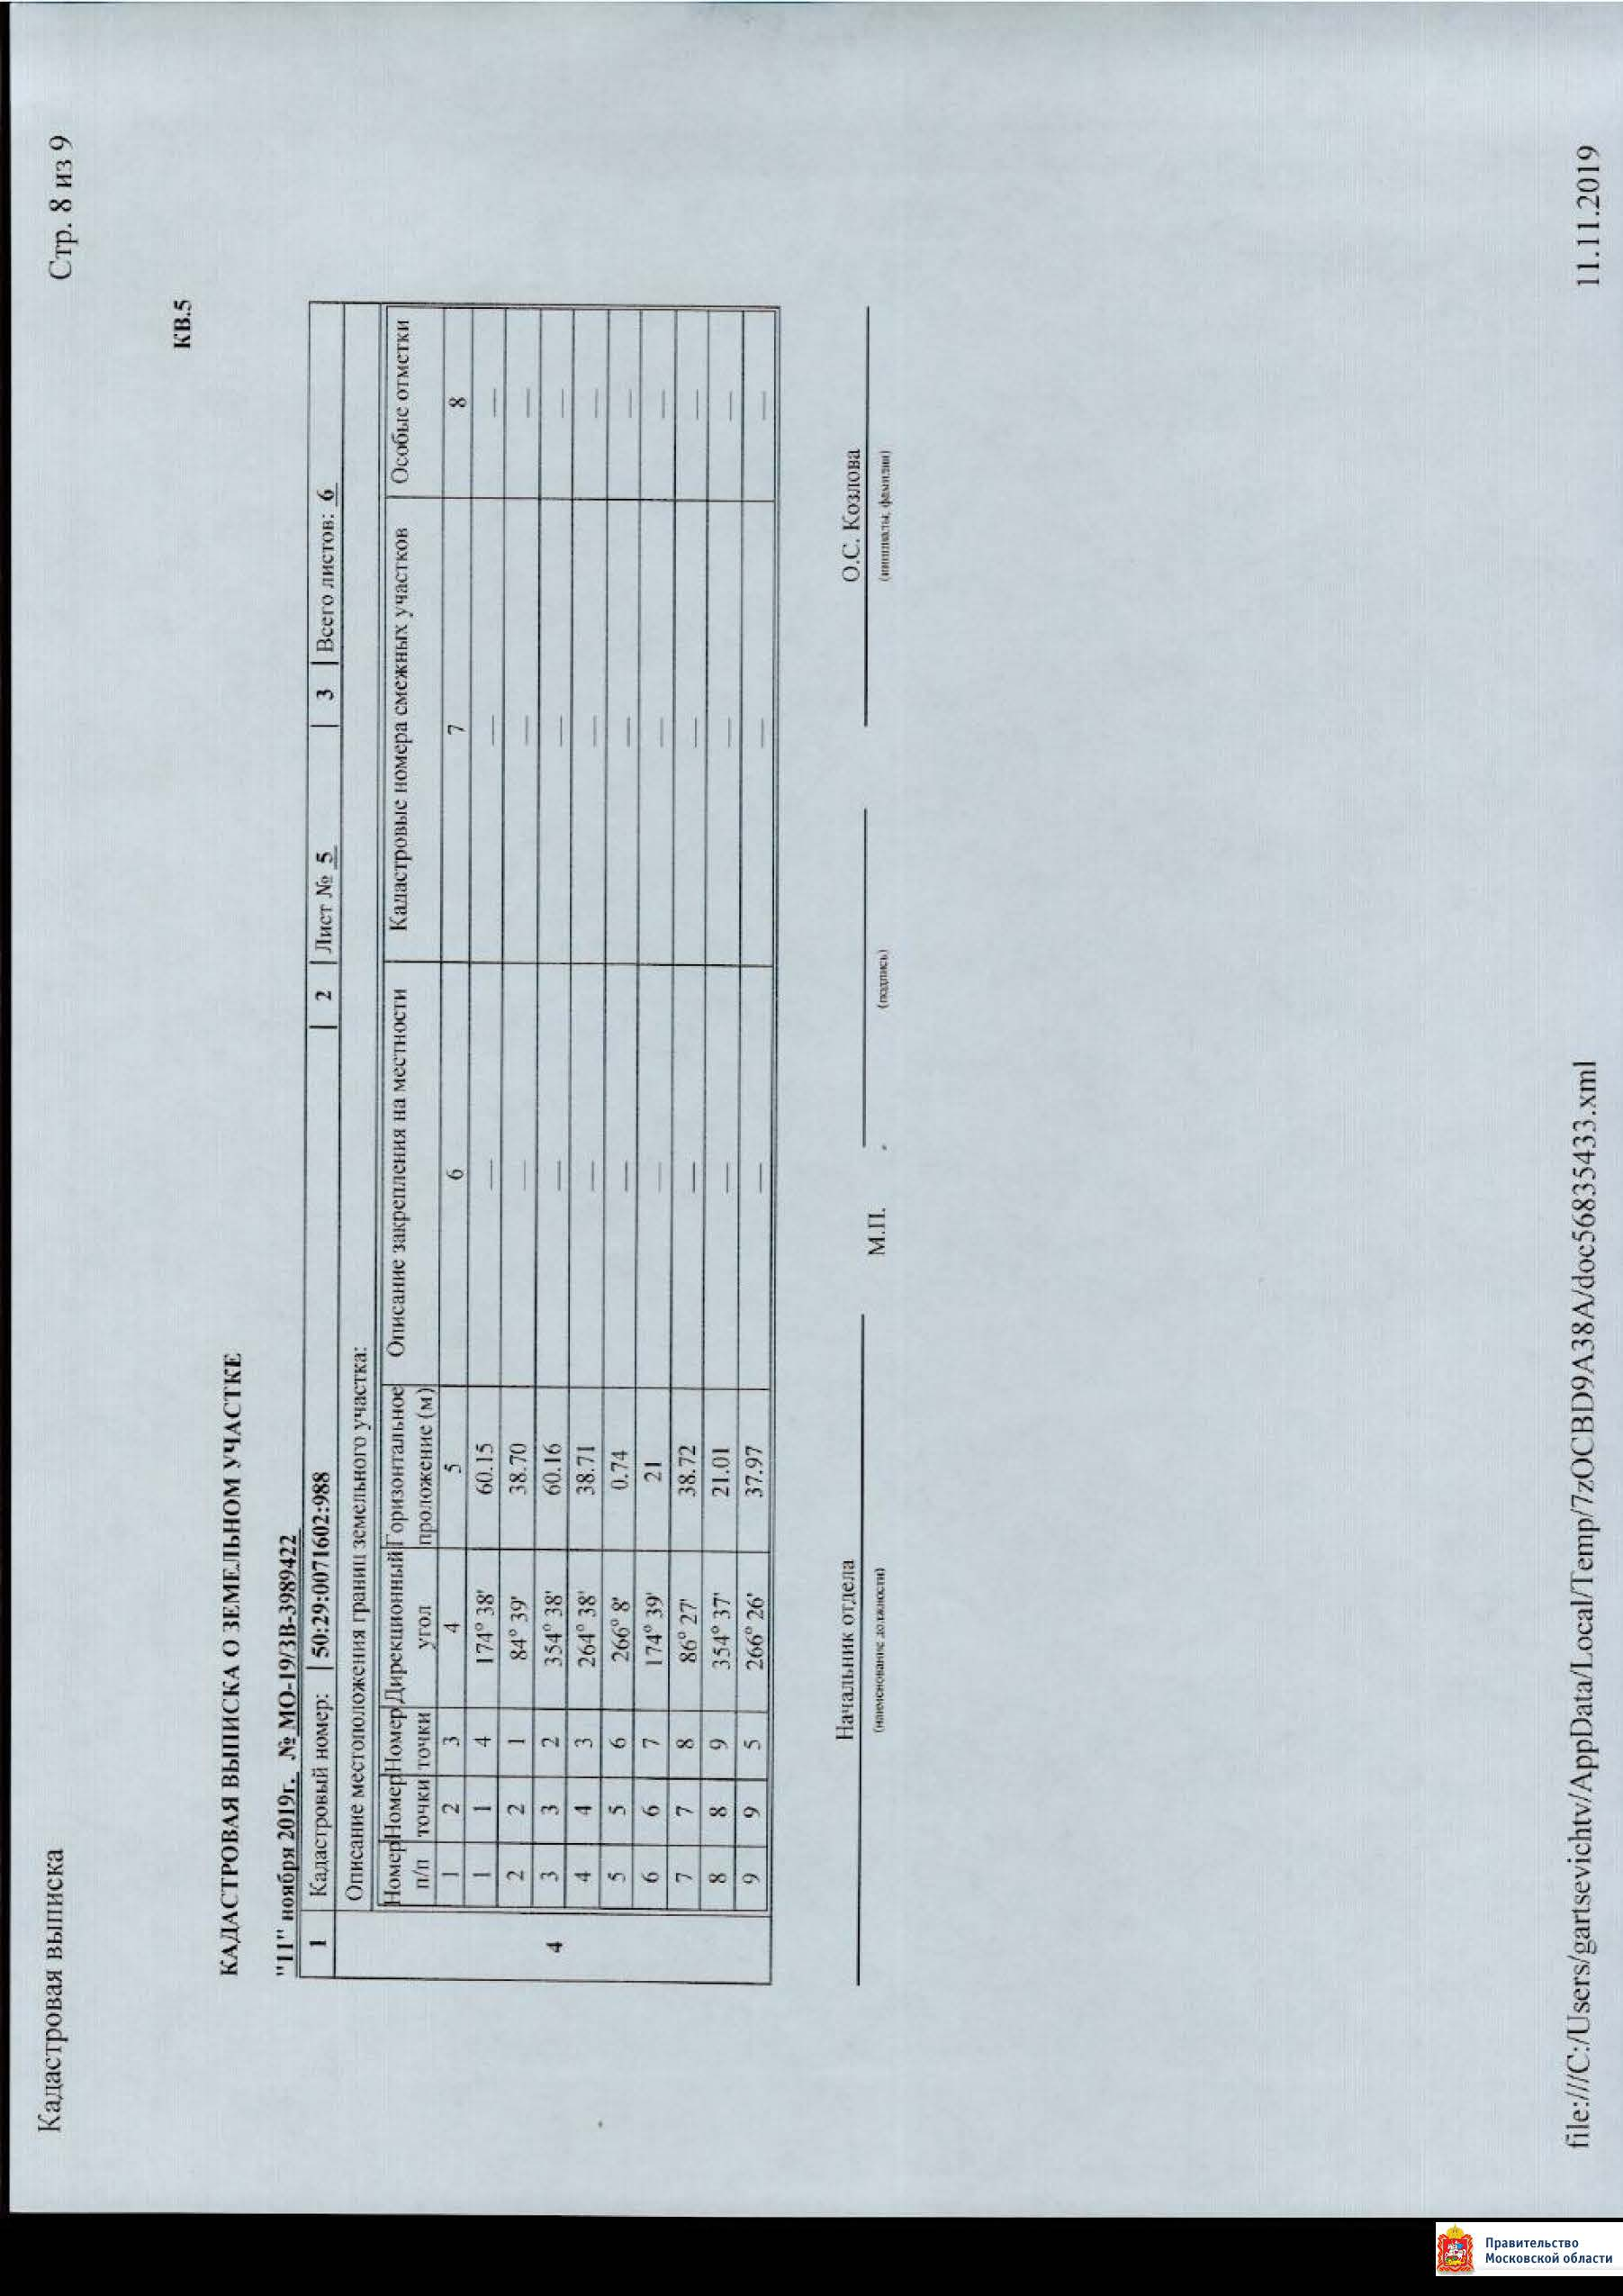 Кадастровая выписка
Стр. 8 из 9
КВ.5
КАДАСТРОВАЯ ВЫПИСКА О ЗЕМЕЛЬНОМ УЧАСТКЕ
"11" ноября 2019г. № МО-19/ЗВ-3989422
1 Кадастровый номер: 50:29:0071602:988 2 Лист № 5 3 Всего листов: 6
4 Описание местоположения границ земельного участка:
Номер Номер Номер Дирекционный Горизонтальное Описание закрепления на местности Кадастровые номера смежных участков Особые отметки
п/п точки точки угол проложение (м)
1 2 3 4 5 6 7 8
1 1 4 174° 38' 60.15 — — —
2 2 1 84° 39' 38.70 — — —
3 3 2 354° 38' 60.16 — — —
4 4 3 264° 38' 38.71 — — —
5 5 6 266° 8' 0.74 — — —
6 6 7 174° 39' 21 — — —
7 7 8 86° 27' 38.72 — — —
8 8 9 354° 37' 21.01 — — —
9 9 5 266° 26' 37.97 — — —
Начальник отдела О.С. Козлова
(наименование должности) М.П. (подпись) (инициалы, фамилия)
file:///C:/Users/gartsevichtv/AppData/Local/Temp/7zOCBD9A38A/doc56835433.xml
11.11.2019
Правительство
Московской области